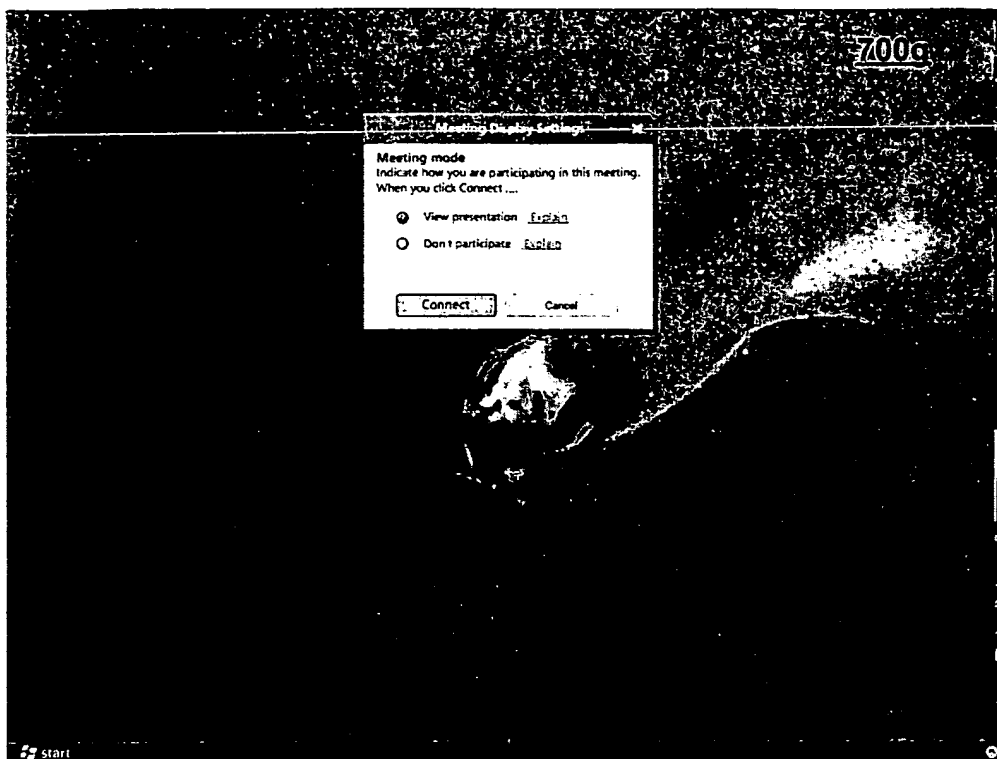 700a
Meeting Display Settings
Meeting mode
Indicate how you are participating in this meeting.
When you click Connect ....
View presentation Explain
Don't participate Explain
Connect Cancel
start